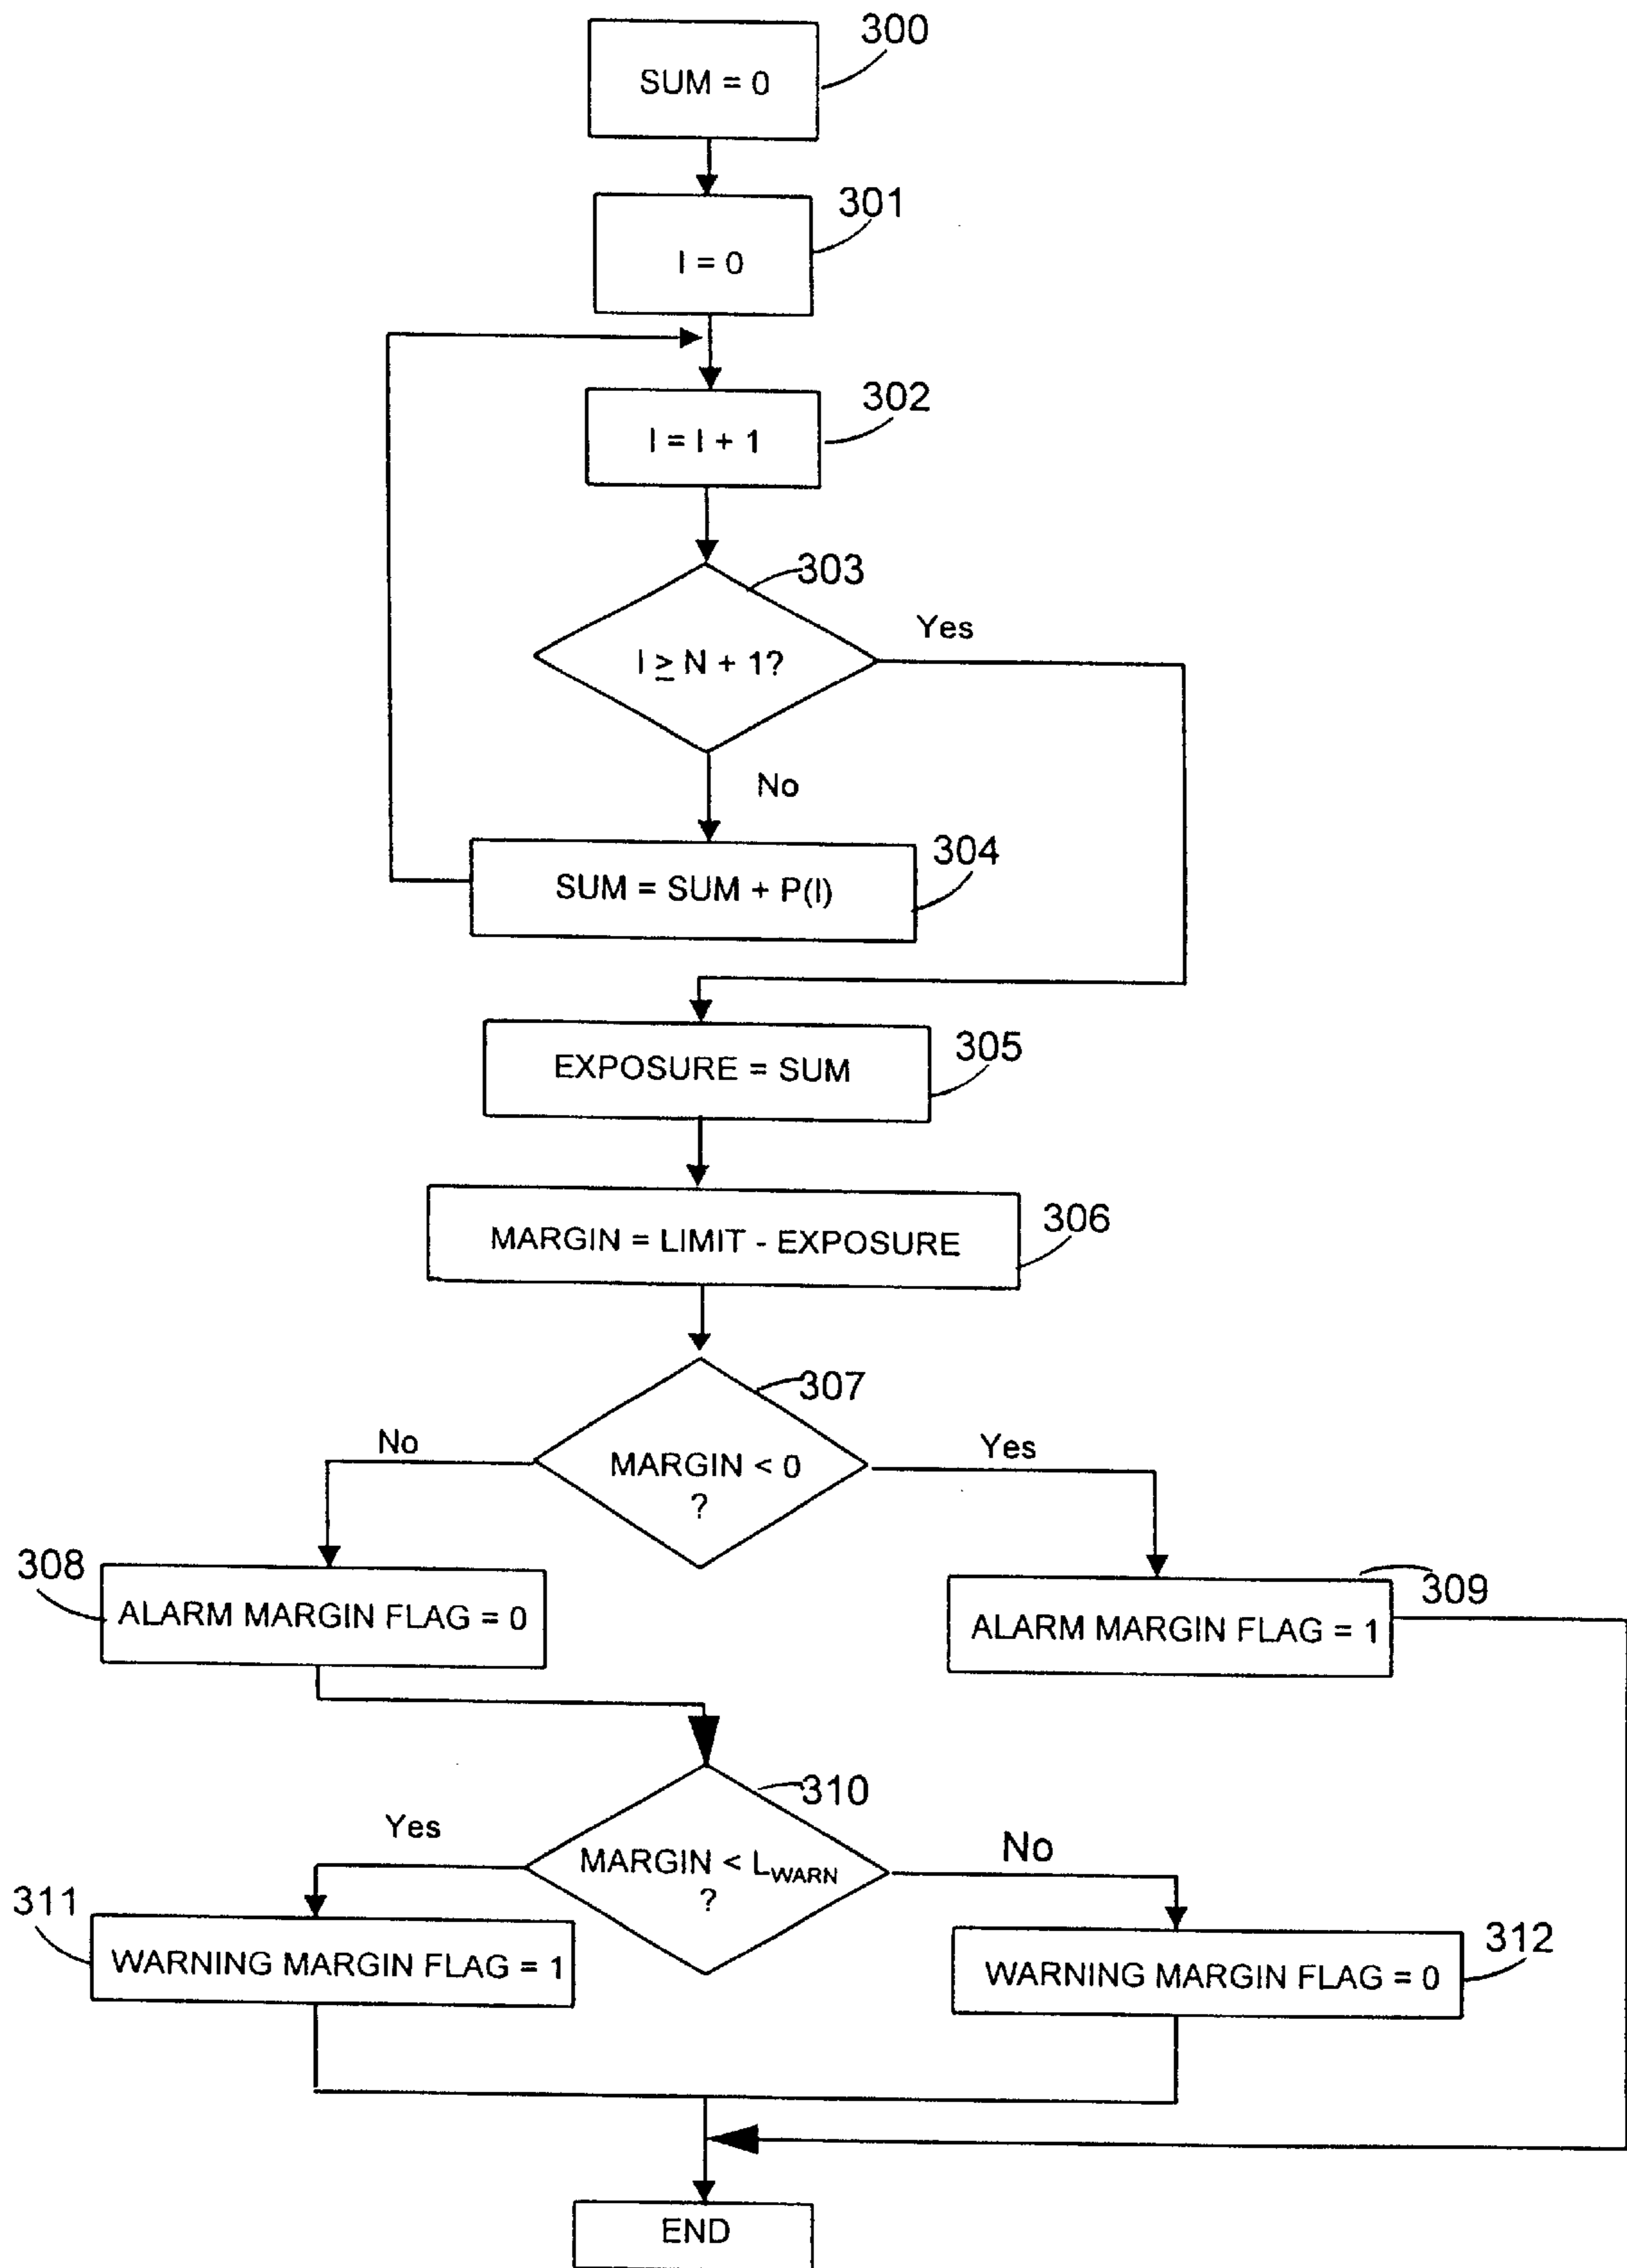 300
SUM = 0
301
I = 0
302
I = I + 1
303
Yes
I ≥ N + 1?
No
304
SUM = SUM + P(I)
305
EXPOSURE = SUM
306
MARGIN = LIMIT - EXPOSURE
307
No
Yes
MARGIN < 0
?
308
309
ALARM MARGIN FLAG = 0
ALARM MARGIN FLAG = 1
310
Yes
No
MARGIN < LWARN
?
311
312
WARNING MARGIN FLAG = 1
WARNING MARGIN FLAG = 0
END